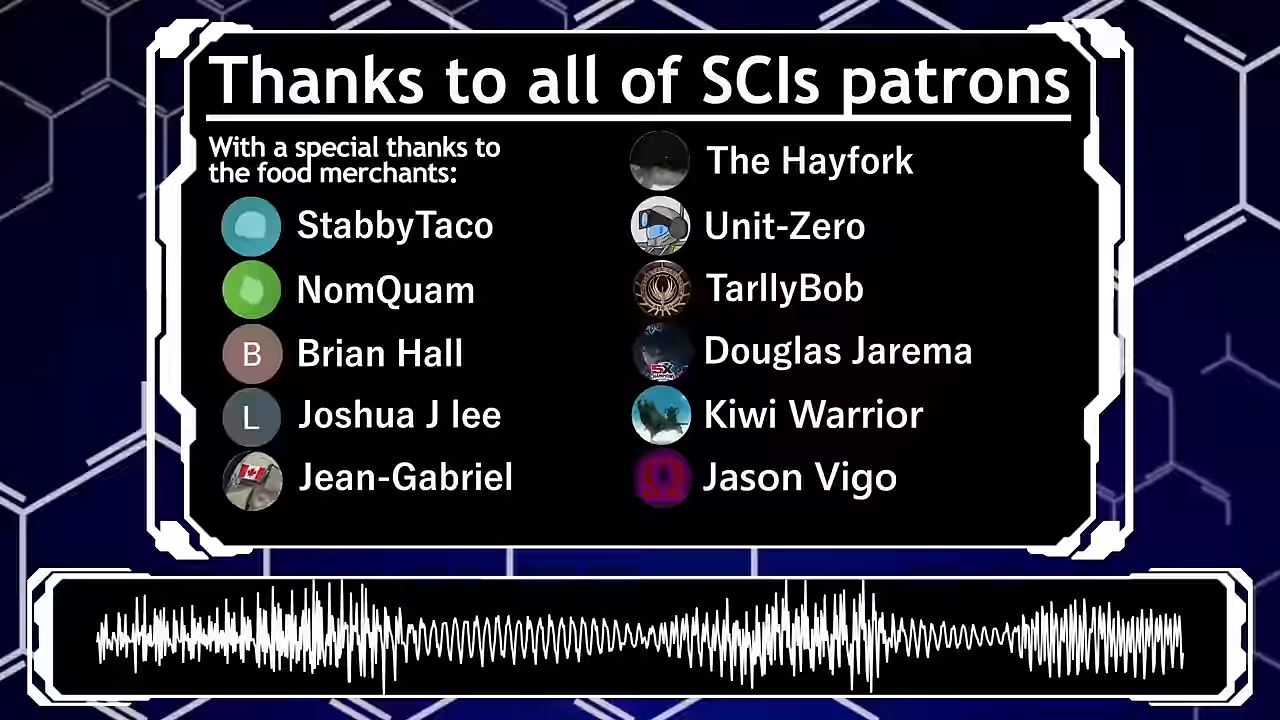 Thanks to all of SCIs patrons
With a special thanks to
the food merchants:
StabbyTaco
NomQuam
B Brian Hall
L Joshua J lee
Jean-Gabriel
The Hayfork
Unit-Zero
TarllyBob
Douglas Jarema
Kiwi Warrior
Ω Jason Vigo